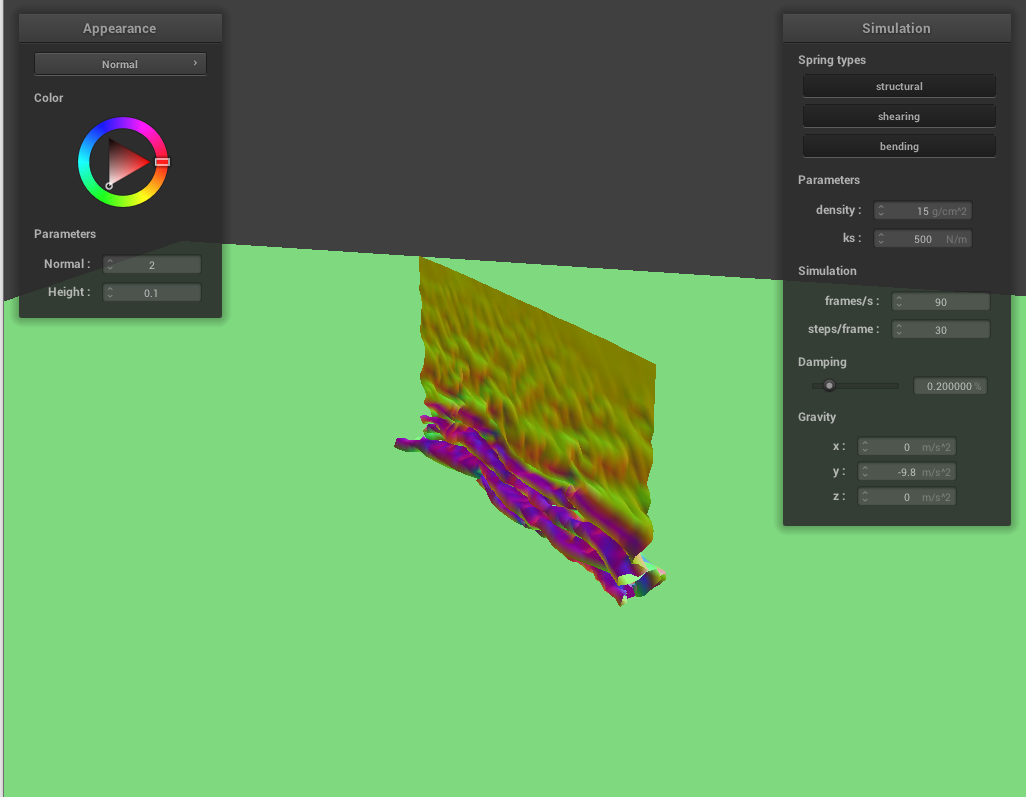 Appearance
Normal ›
Color
Parameters
Normal : 2
Height : 0.1
Simulation
Spring types
structural
shearing
bending
Parameters
density : 15 g/cm^2
ks : 500 N/m
Simulation
frames/s : 90
steps/frame : 30
Damping
0.200000 %
Gravity
x : 0 m/s^2
y : -9.8 m/s^2
z : 0 m/s^2